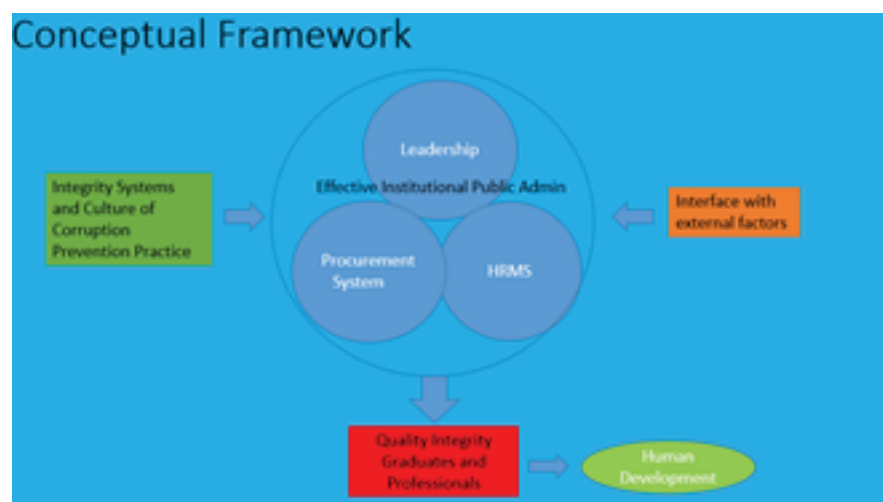 Conceptual Framework
Leadership
Effective Institutional Public Admin
Integrity Systems
and Culture of
Corruption
Prevention Practice
Interface with
external factors
Procurement
System
HRMS
Quality Integrity
Graduates and
Professionals
Human
Development